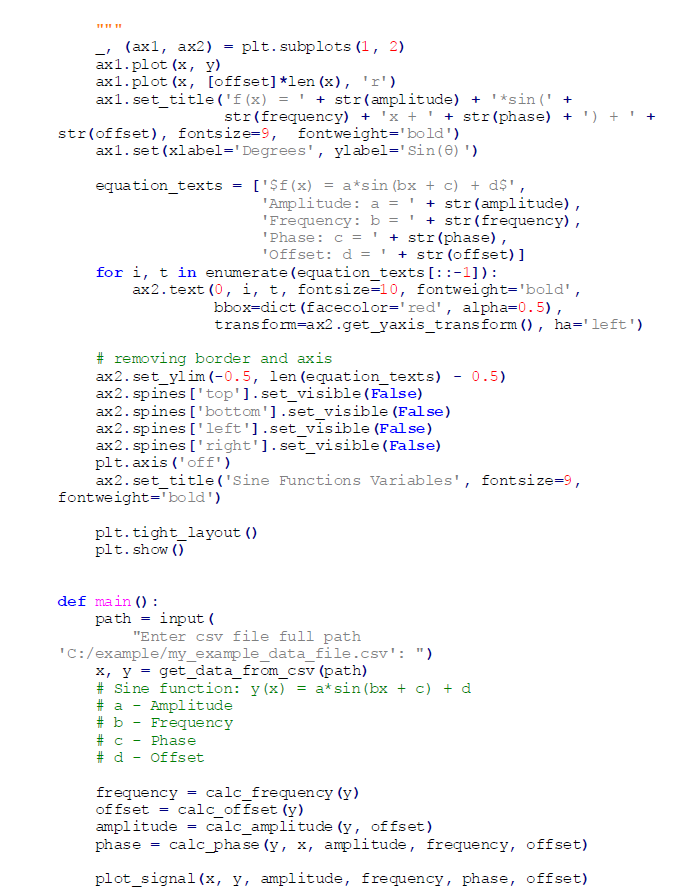 """
_, (ax1, ax2) = plt.subplots(1, 2)
ax1.plot(x, y)
ax1.plot(x, [offset]*len(x), 'r')
ax1.set_title('f(x) = ' + str(amplitude) + '*sin(' +
str(frequency) + 'x + ' + str(phase) + ') + ' +
str(offset), fontsize=9,  fontweight='bold')
ax1.set(xlabel='Degrees', ylabel='Sin(θ)')
equation_texts = ['$f(x) = a*sin(bx + c) + d$',
'Amplitude: a = ' + str(amplitude),
'Frequency: b = ' + str(frequency),
'Phase: c = ' + str(phase),
'Offset: d = ' + str(offset)]
for i, t in enumerate(equation_texts[::-1]):
ax2.text(0, i, t, fontsize=10, fontweight='bold',
bbox=dict(facecolor='red', alpha=0.5),
transform=ax2.get_yaxis_transform(), ha='left')
# removing border and axis
ax2.set_ylim(-0.5, len(equation_texts) - 0.5)
ax2.spines['top'].set_visible(False)
ax2.spines['bottom'].set_visible(False)
ax2.spines['left'].set_visible(False)
ax2.spines['right'].set_visible(False)
plt.axis('off')
ax2.set_title('Sine Functions Variables', fontsize=9,
fontweight='bold')
plt.tight_layout()
plt.show()
def main():
path = input(
"Enter csv file full path
'C:/example/my_example_data_file.csv': ")
x, y = get_data_from_csv(path)
# Sine function: y(x) = a*sin(bx + c) + d
# a - Amplitude
# b - Frequency
# c - Phase
# d - Offset
frequency = calc_frequency(y)
offset = calc_offset(y)
amplitude = calc_amplitude(y, offset)
phase = calc_phase(y, x, amplitude, frequency, offset)
plot_signal(x, y, amplitude, frequency, phase, offset)